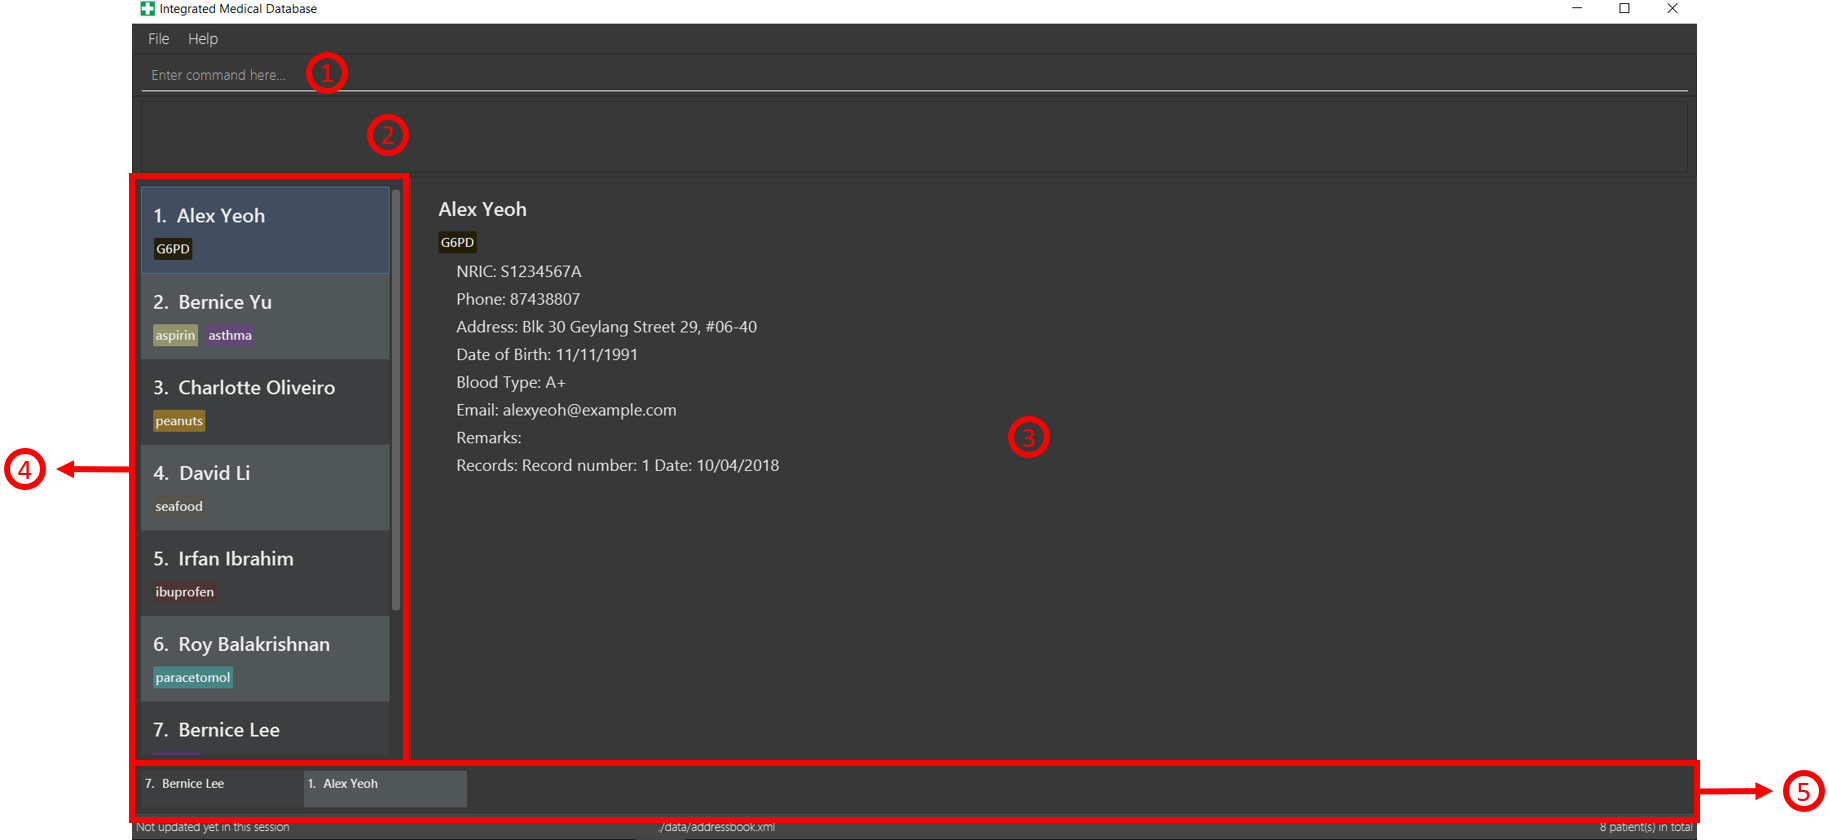 Integrated Medical Database
File Help
Enter command here...
1
2
1. Alex Yeoh
G6PD
2. Bernice Yu
aspirin asthma
3. Charlotte Oliveiro
peanuts
4. David Li
seafood
5. Irfan Ibrahim
ibuprofen
6. Roy Balakrishnan
paracetomol
7. Bernice Lee
4
Alex Yeoh
G6PD
NRIC: S1234567A
Phone: 87438807
Address: Blk 30 Geylang Street 29, #06-40
Date of Birth: 11/11/1991
Blood Type: A+
Email: alexyeoh@example.com
Remarks:
Records: Record number: 1 Date: 10/04/2018
3
7. Bernice Lee
1. Alex Yeoh
5
Not updated yet in this session
./data/addressbook.xml
8 patient(s) in total